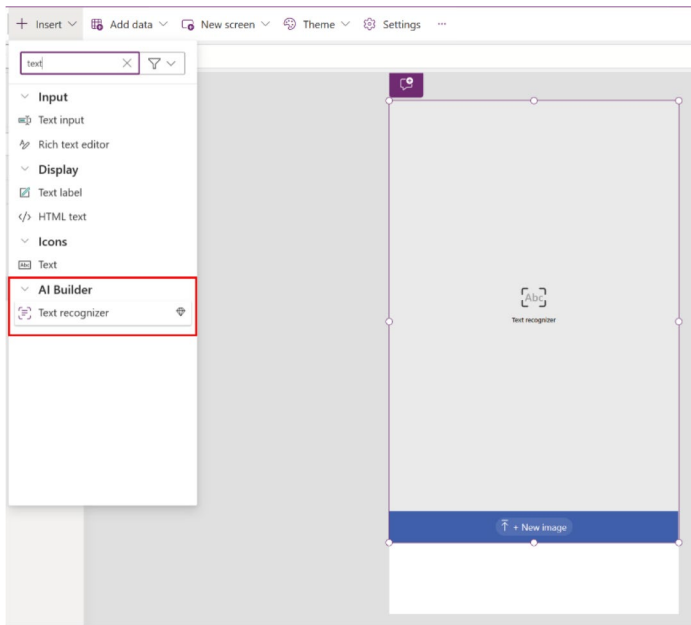 + Insert Add data New screen Theme Settings ...
text
Input
Text input
Rich text editor
Display
Text label
</> HTML text
Icons
Abc Text
AI Builder
Text recognizer
Abc
Text recognizer
+ New image